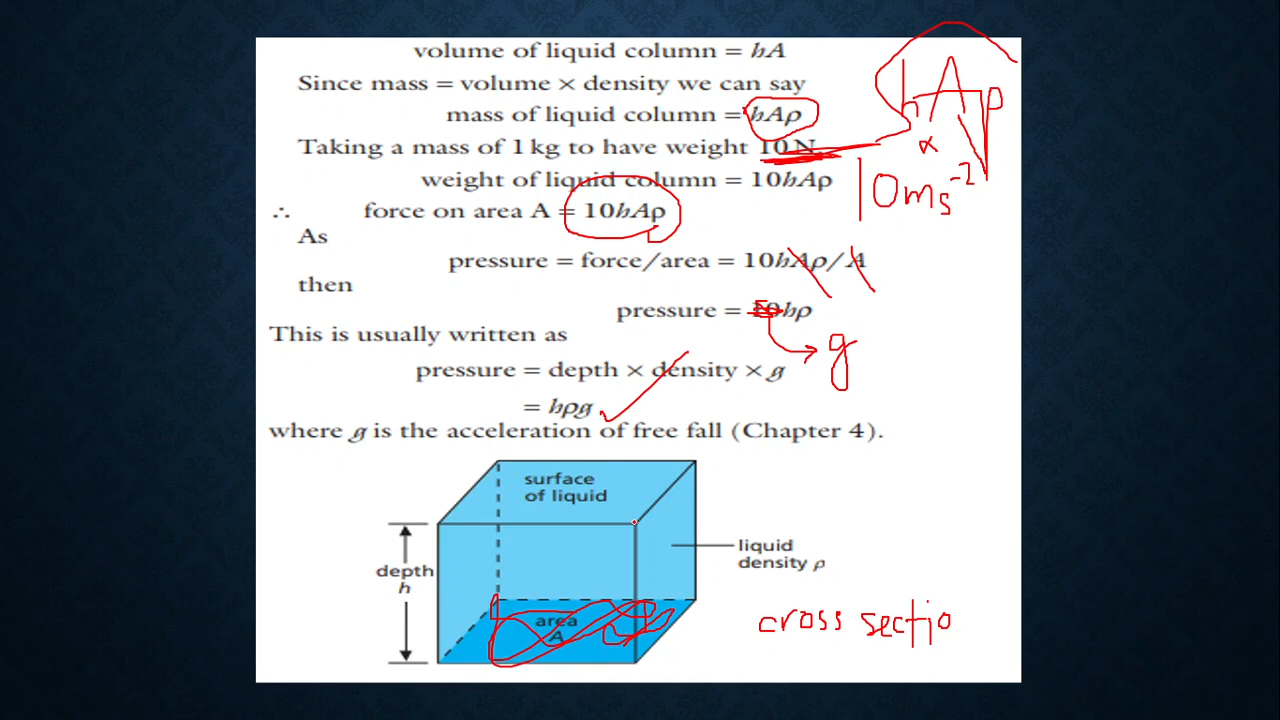 volume of liquid column = hA
Since mass = volume × density we can say
mass of liquid column = hAρ
hAρ
Taking a mass of 1 kg to have weight 10 N,
×
10ms⁻²
weight of liquid column = 10hAρ
∴ force on area A = 10hAρ
As
pressure = force/area = 10hAρ/A
then
pressure = 10hρ
g
This is usually written as
pressure = depth × density × g
= hρg
where g is the acceleration of free fall (Chapter 4).
surface
of liquid
liquid
density ρ
depth
h
area
A
cross sectio